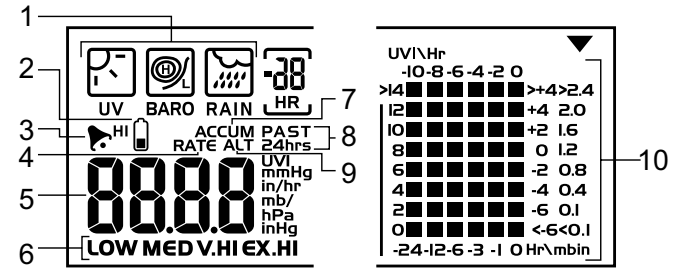 1
2
3
4
5
6
UV BARO RAIN
H L
-38
HR
HI
ACCUM PAST
RATE ALT 24hrs
88.8.8
UVI
mmHg
in/hr
mb/
hPa
inHg
LOW MED V.HI EX.HI
7
8
9
UVI\Hr
-10-8-6-4-2 0
>14 >+4>2.4
12 +4 2.0
10 +2 1.6
8 0 1.2
6 -2 0.8
4 -4 0.4
2 -6 0.1
0 <-6<0.1
-24-12-6 -3 -1 0 Hr\mbin
10